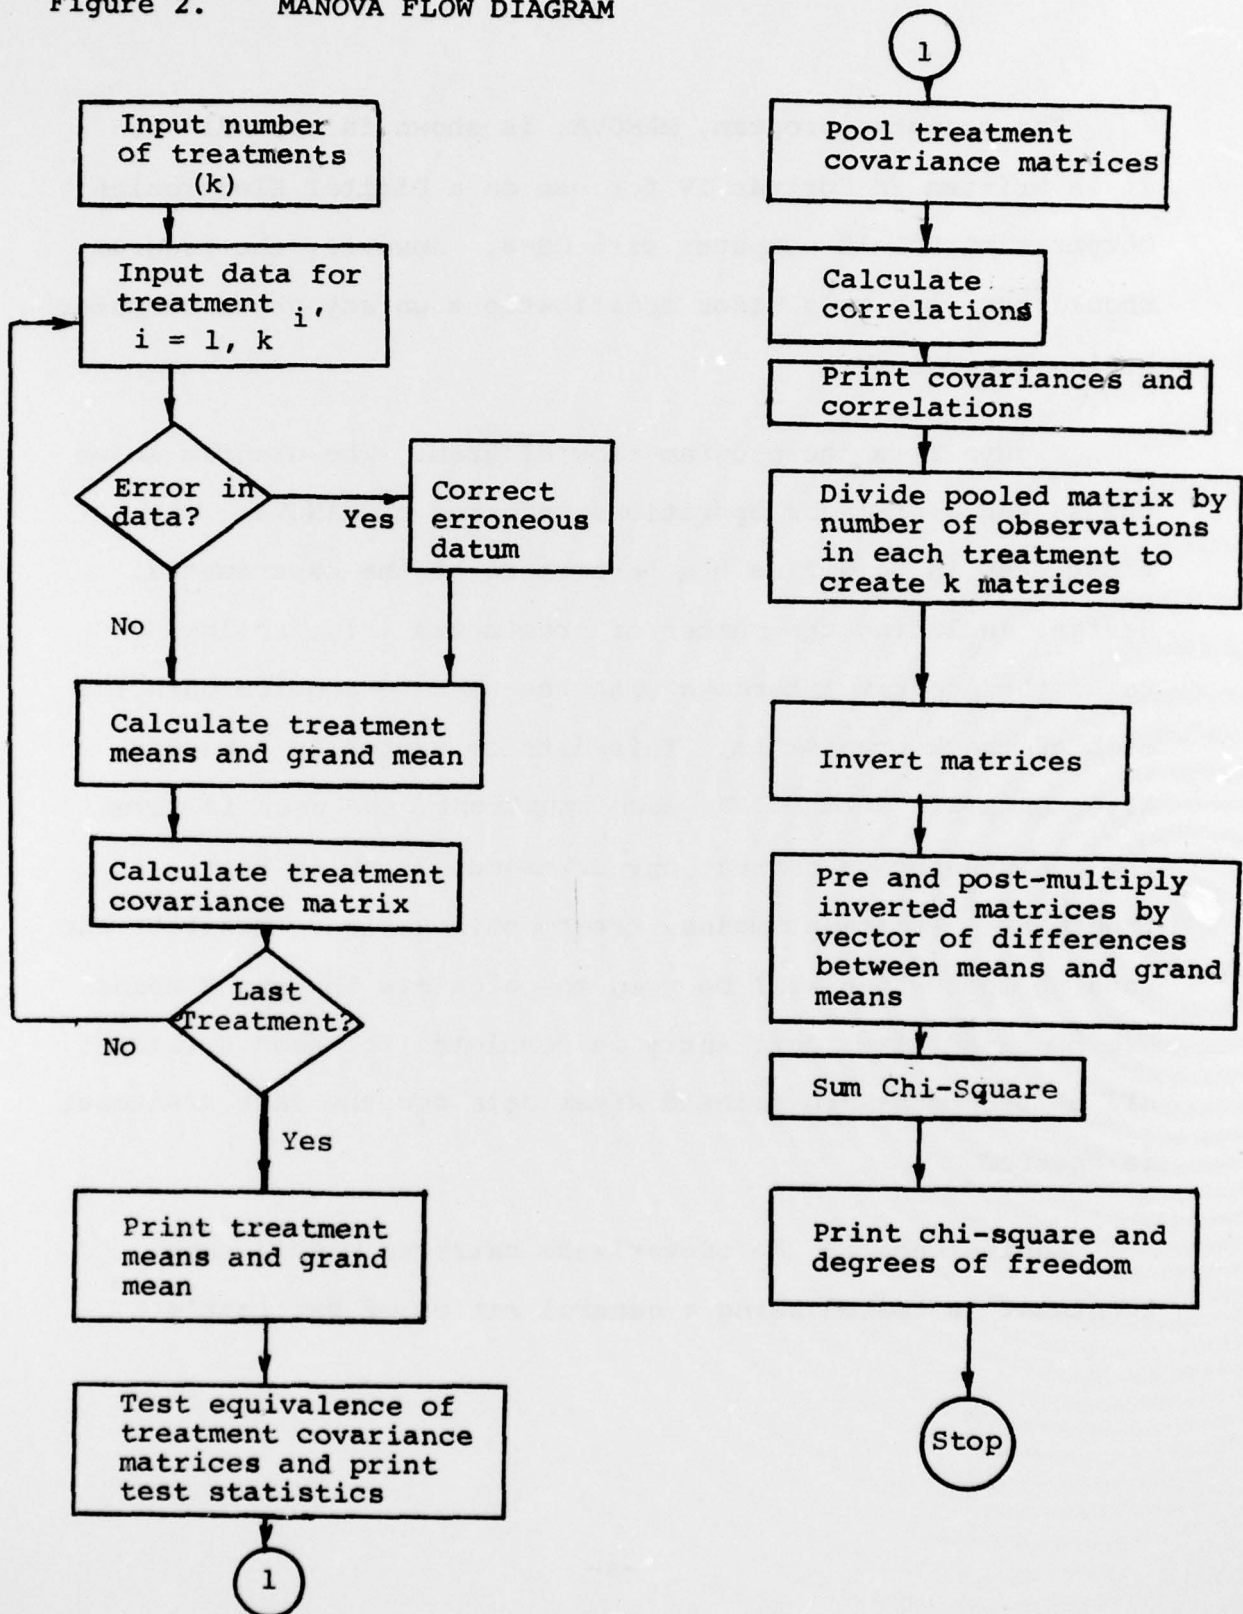 Figure 2. MANOVA FLOW DIAGRAM
Input number
of treatments
(k)
Input data for
treatment i,
i = 1, k
Error in
data?
Yes
Correct
erroneous
datum
No
Calculate treatment
means and grand mean
Calculate treatment
covariance matrix
Last
Treatment?
No
Yes
Print treatment
means and grand
mean
Test equivalence of
treatment covariance
matrices and print
test statistics
1
1
Pool treatment
covariance matrices
Calculate
correlations
Print covariances and
correlations
Divide pooled matrix by
number of observations
in each treatment to
create k matrices
Invert matrices
Pre and post-multiply
inverted matrices by
vector of differences
between means and grand
means
Sum Chi-Square
Print chi-square and
degrees of freedom
Stop